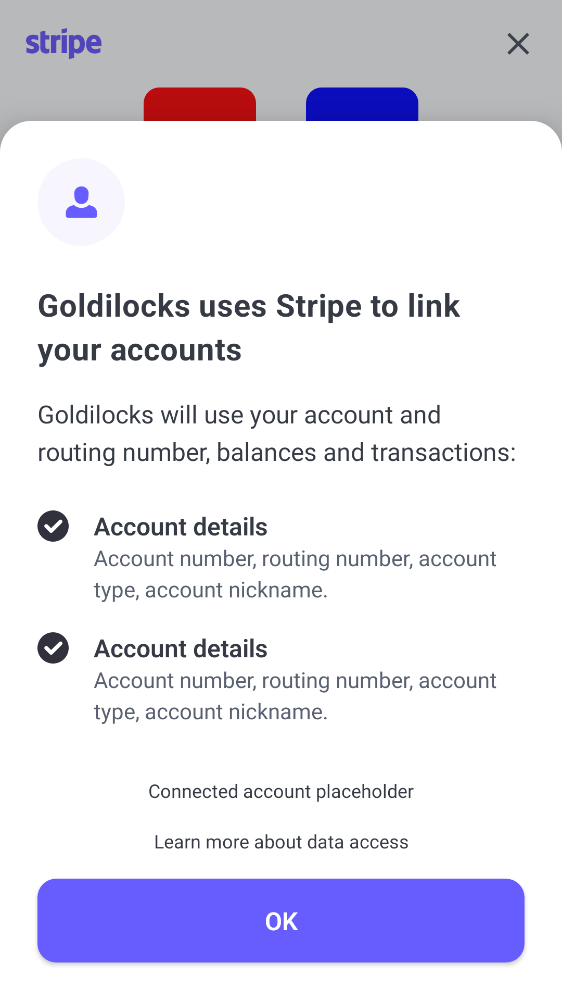 stripe
Goldilocks uses Stripe to link
your accounts
Goldilocks will use your account and
routing number, balances and transactions:
Account details
Account number, routing number, account
type, account nickname.
Account details
Account number, routing number, account
type, account nickname.
Connected account placeholder
Learn more about data access
OK